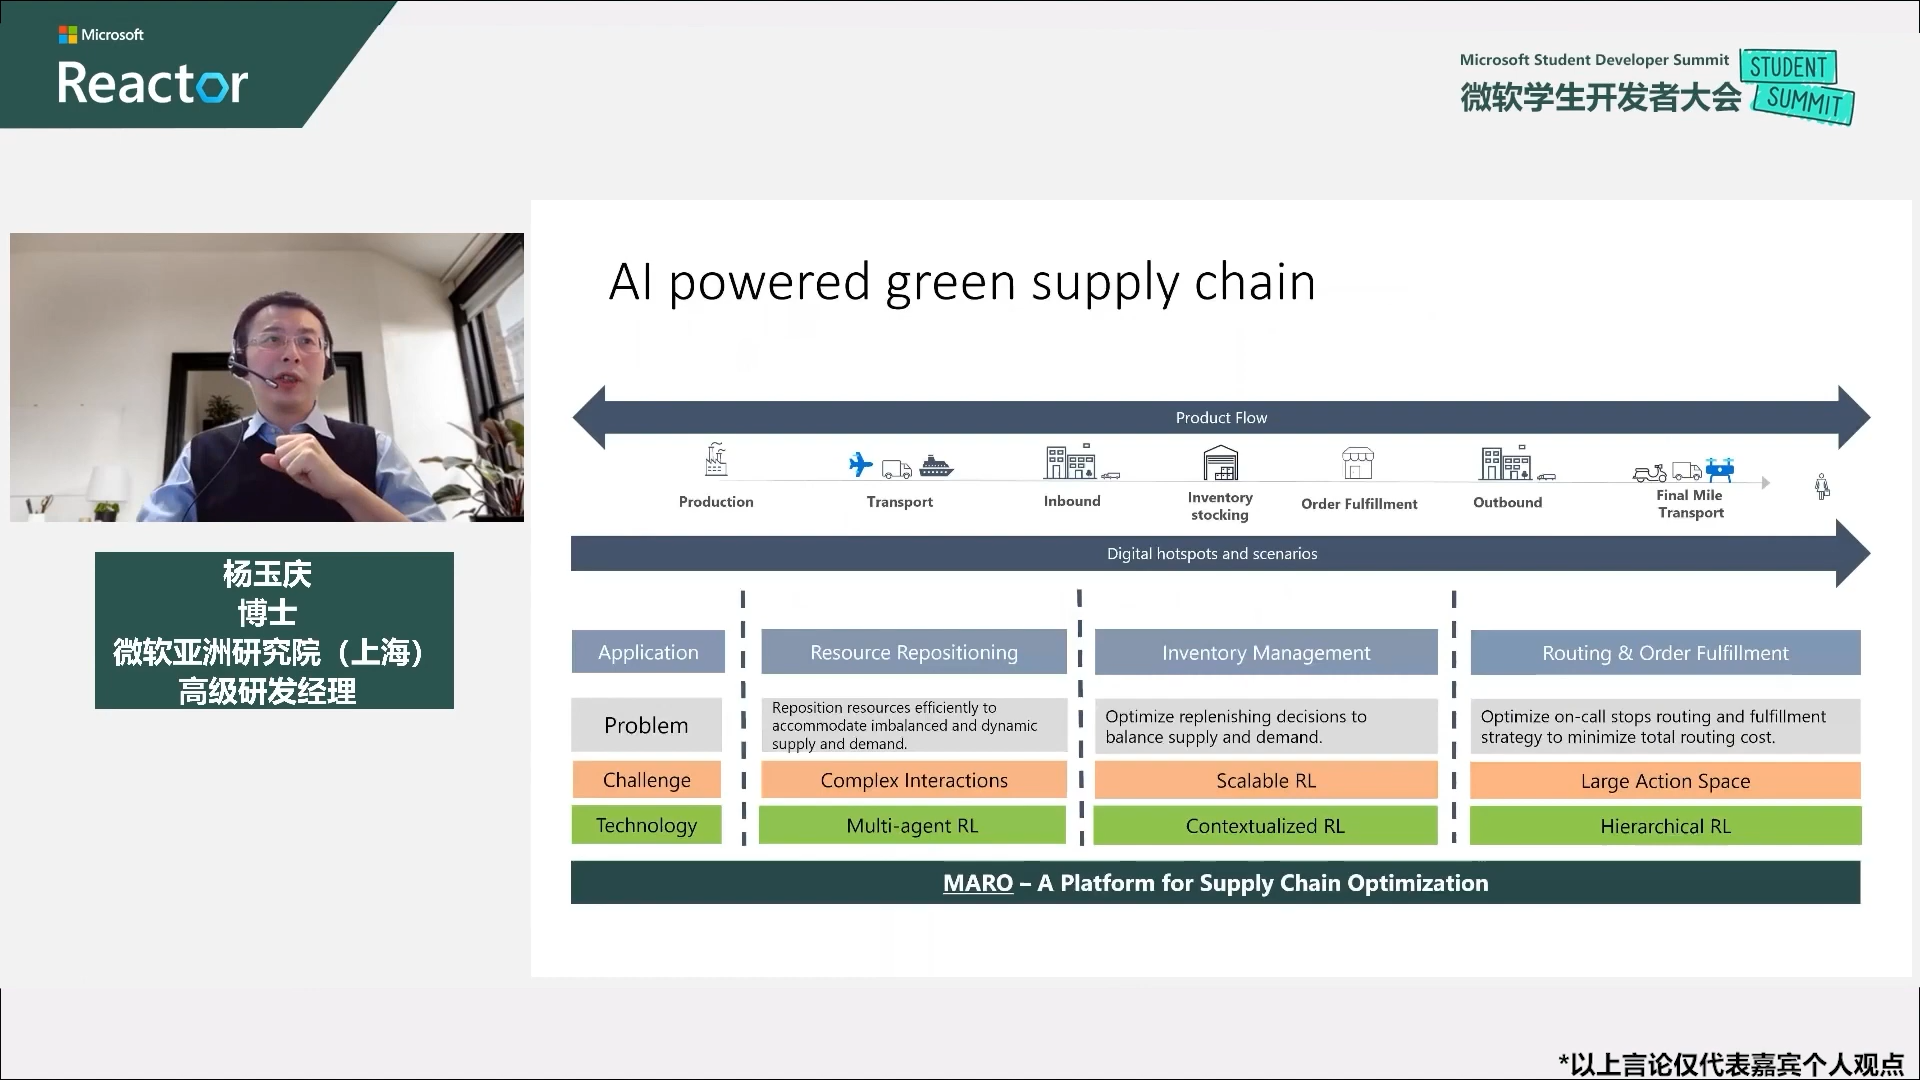 Microsoft
Reactor
Microsoft Student Developer Summit
微软学生开发者大会
STUDENT
SUMMIT
杨玉庆
博士
微软亚洲研究院（上海）
高级研发经理
AI powered green supply chain
Product Flow
Production
Transport
Inbound
Inventory
stocking
Order Fulfillment
Outbound
Final Mile
Transport
Digital hotspots and scenarios
Application
Resource Repositioning
Inventory Management
Routing & Order Fulfillment
Problem
Reposition resources efficiently to
accommodate imbalanced and dynamic
supply and demand.
Optimize replenishing decisions to
balance supply and demand.
Optimize on-call stops routing and fulfillment
strategy to minimize total routing cost.
Challenge
Complex Interactions
Scalable RL
Large Action Space
Technology
Multi-agent RL
Contextualized RL
Hierarchical RL
MARO – A Platform for Supply Chain Optimization
*以上言论仅代表嘉宾个人观点